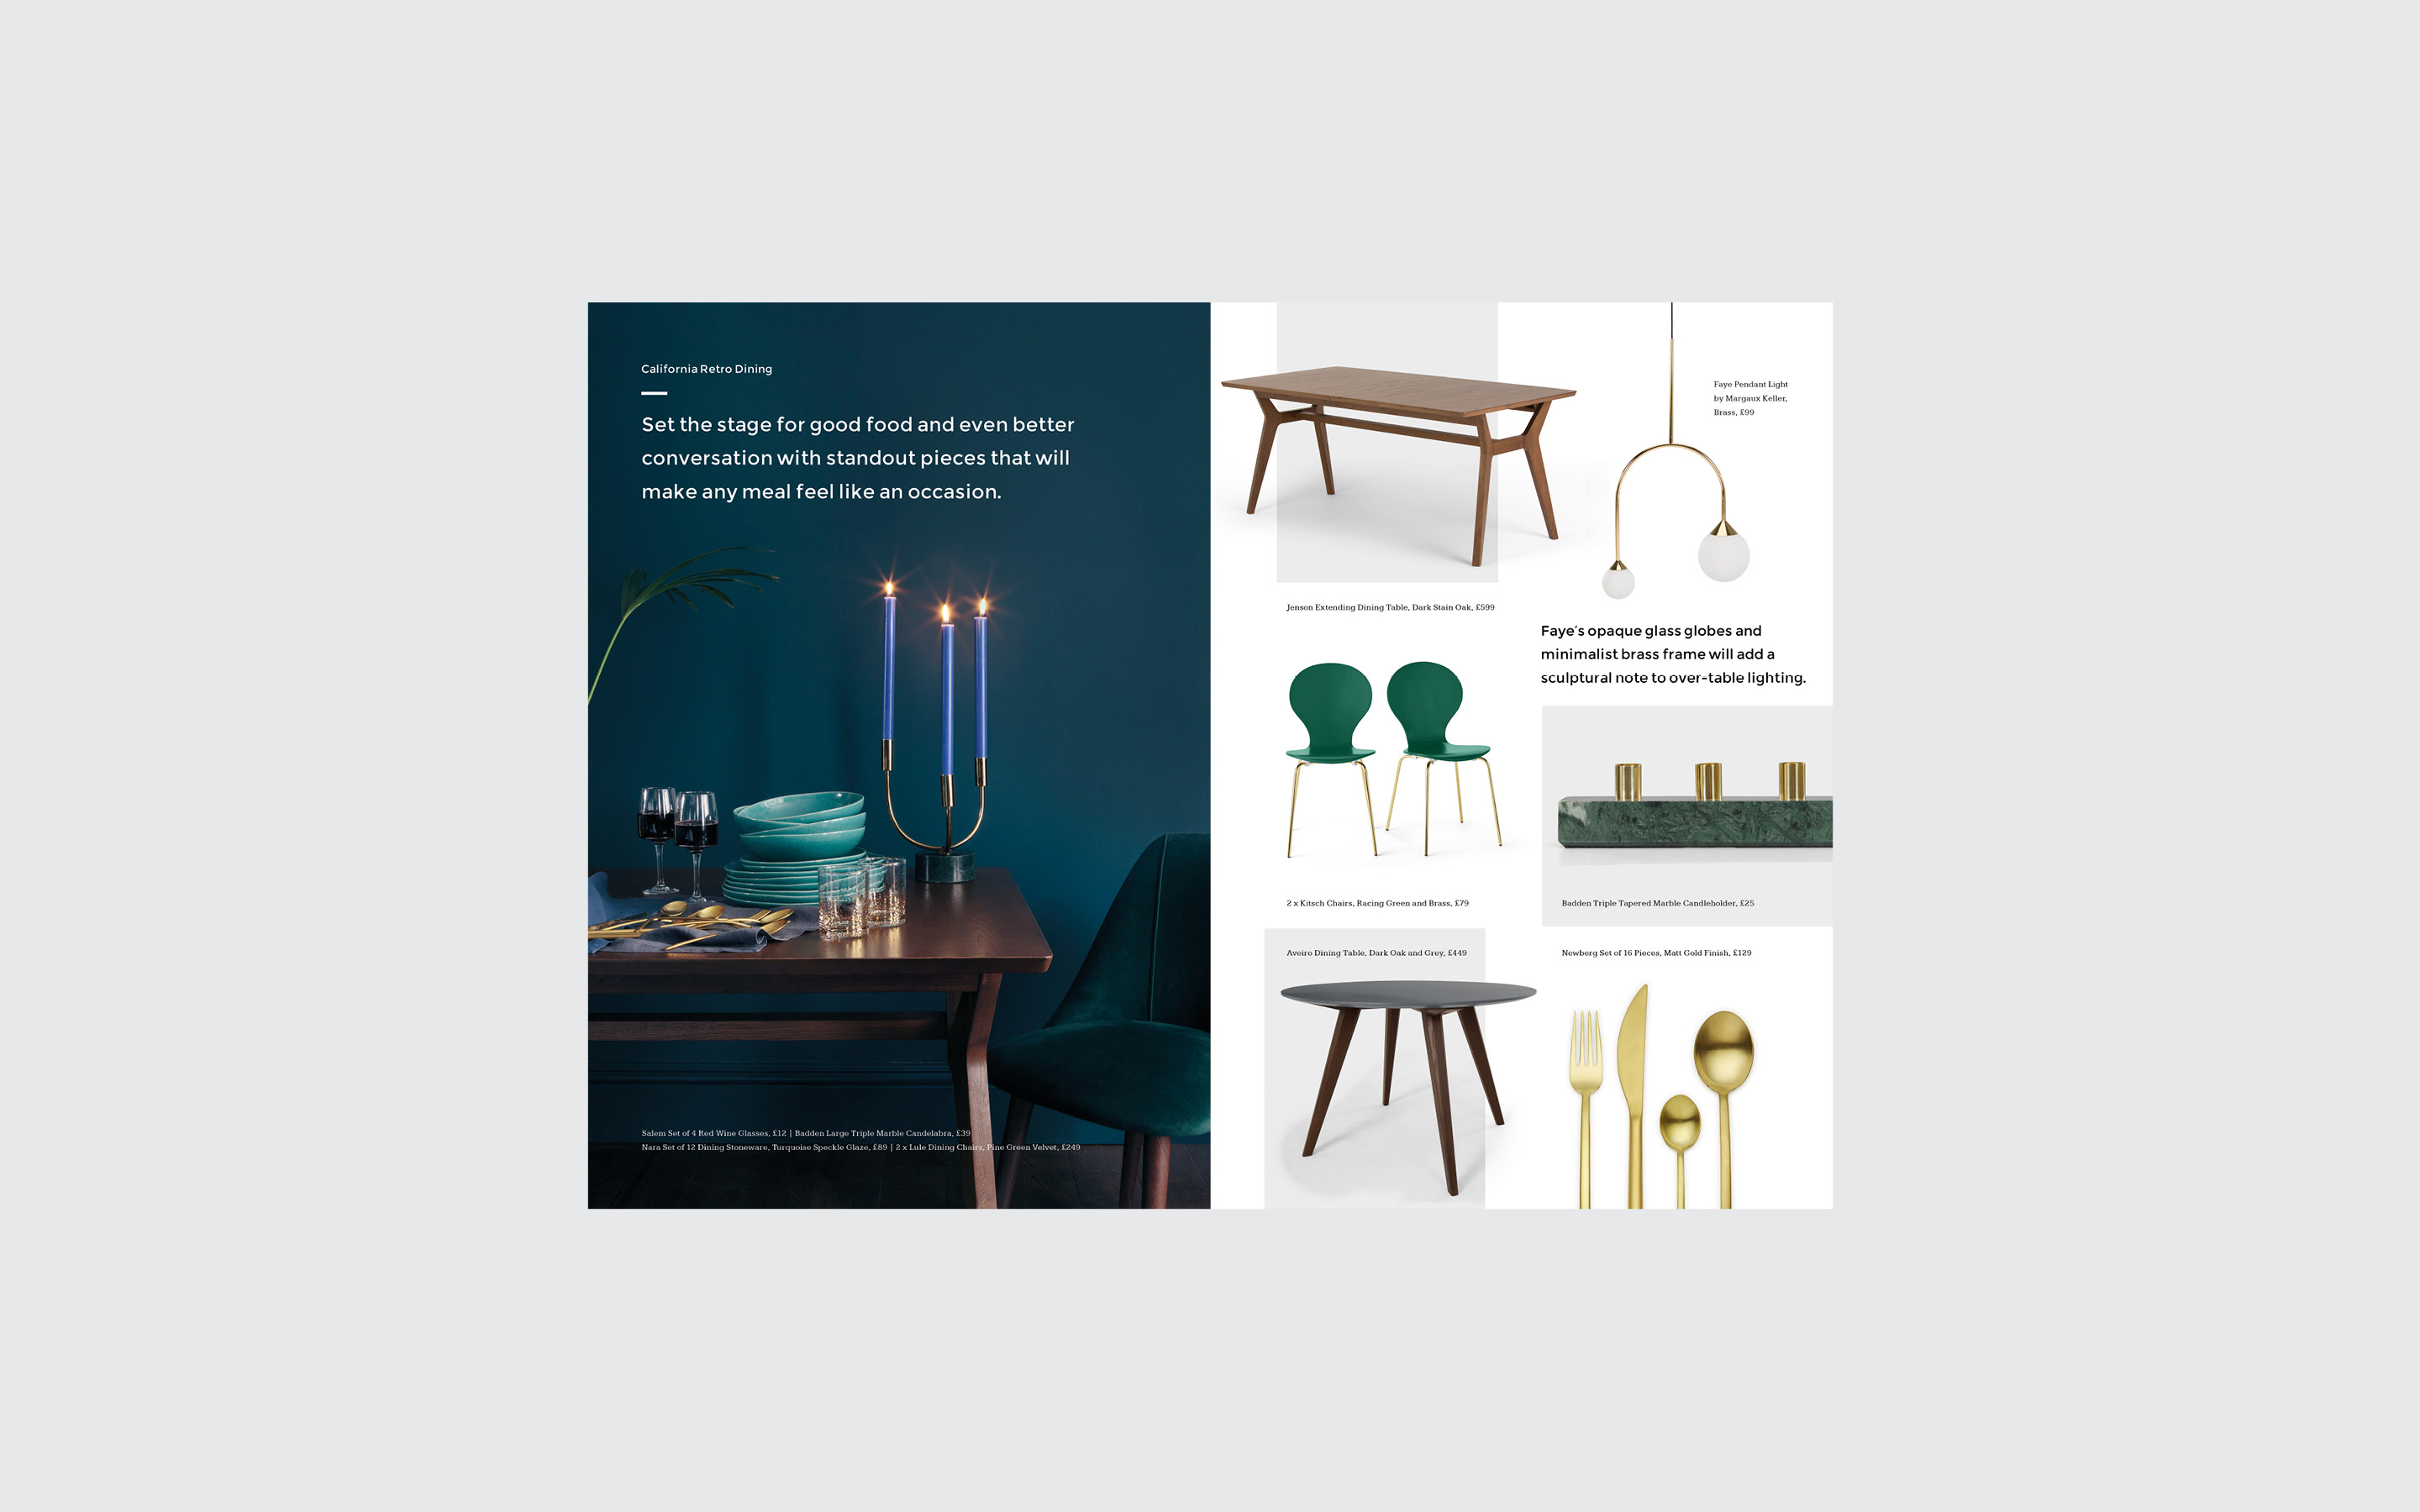 California Retro Dining
Set the stage for good food and even better
conversation with standout pieces that will
make any meal feel like an occasion.
Salem Set of 4 Red Wine Glasses, £12 | Badden Large Triple Marble Candelabra, £39
Nara Set of 12 Dining Stoneware, Turquoise Speckle Glaze, £89 | 2 x Lule Dining Chairs, Pine Green Velvet, £249
Faye Pendant Light
by Margaux Keller,
Brass, £99
Jenson Extending Dining Table, Dark Stain Oak, £599
Faye’s opaque glass globes and
minimalist brass frame will add a
sculptural note to over-table lighting.
2 x Kitsch Chairs, Racing Green and Brass, £79
Badden Triple Tapered Marble Candleholder, £25
Aveiro Dining Table, Dark Oak and Grey, £449
Newberg Set of 16 Pieces, Matt Gold Finish, £129